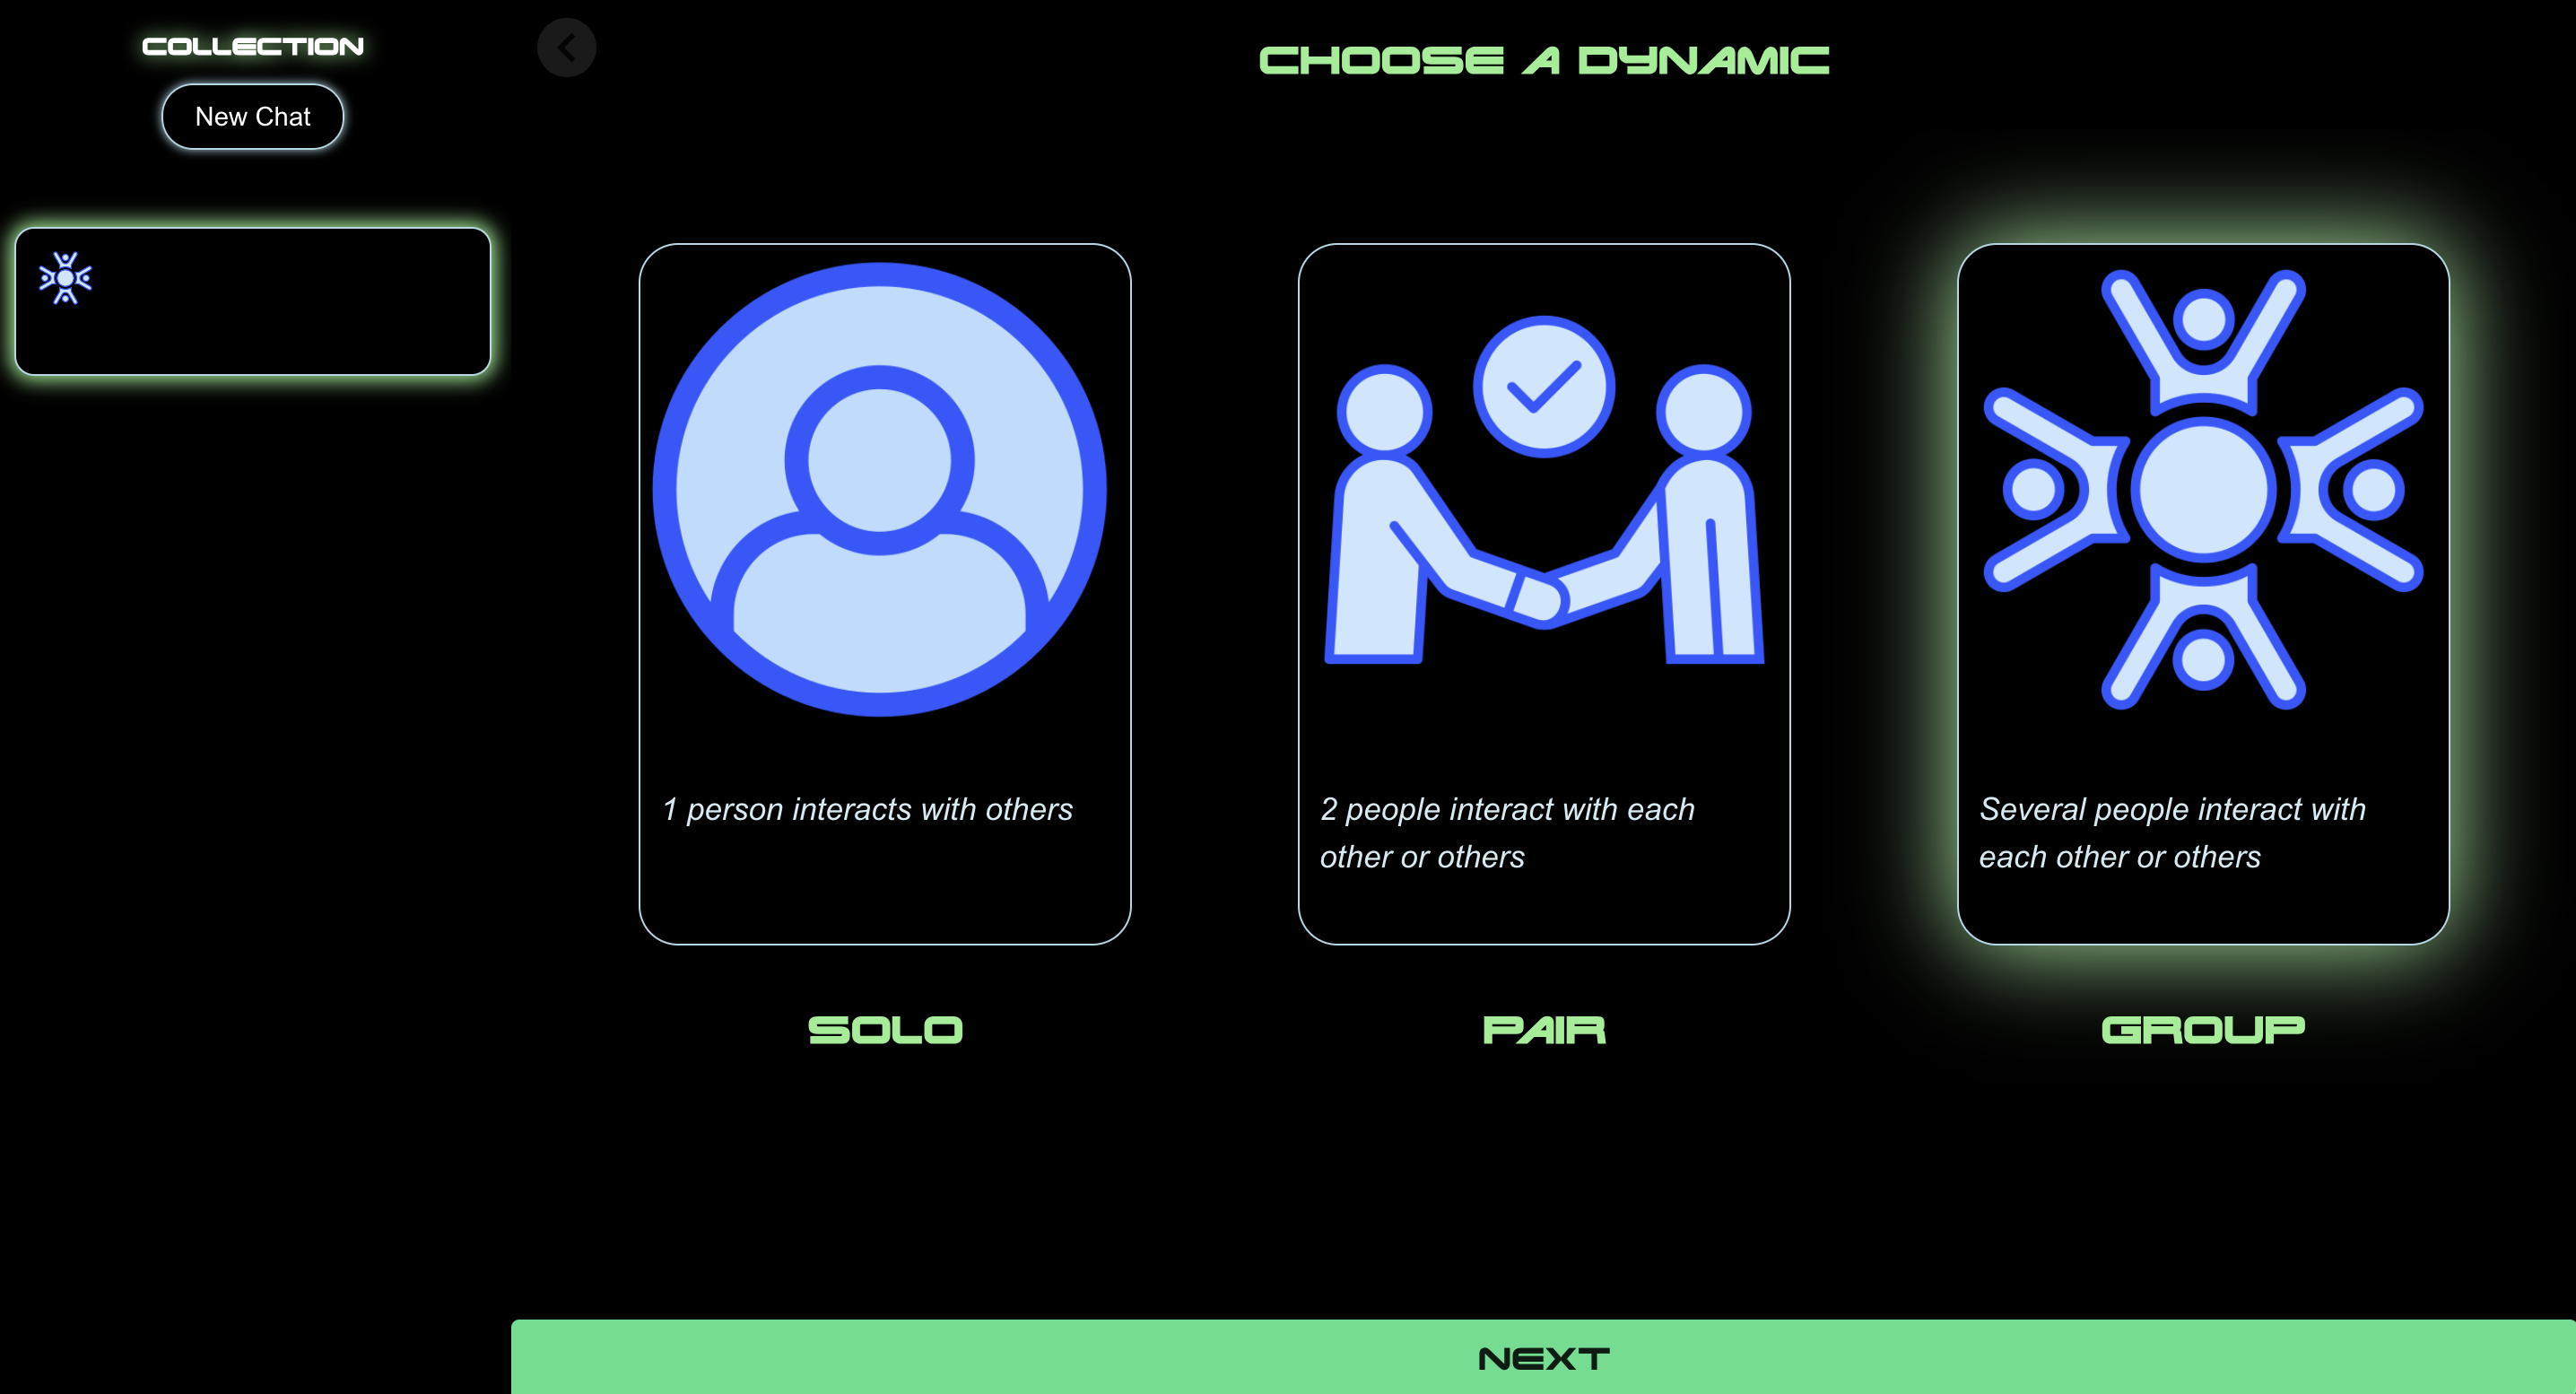 COLLECTION
New Chat
CHOOSE A DYNAMIC
1 person interacts with others
2 people interact with each
other or others
Several people interact with
each other or others
SOLO
PAIR
GROUP
NEXT